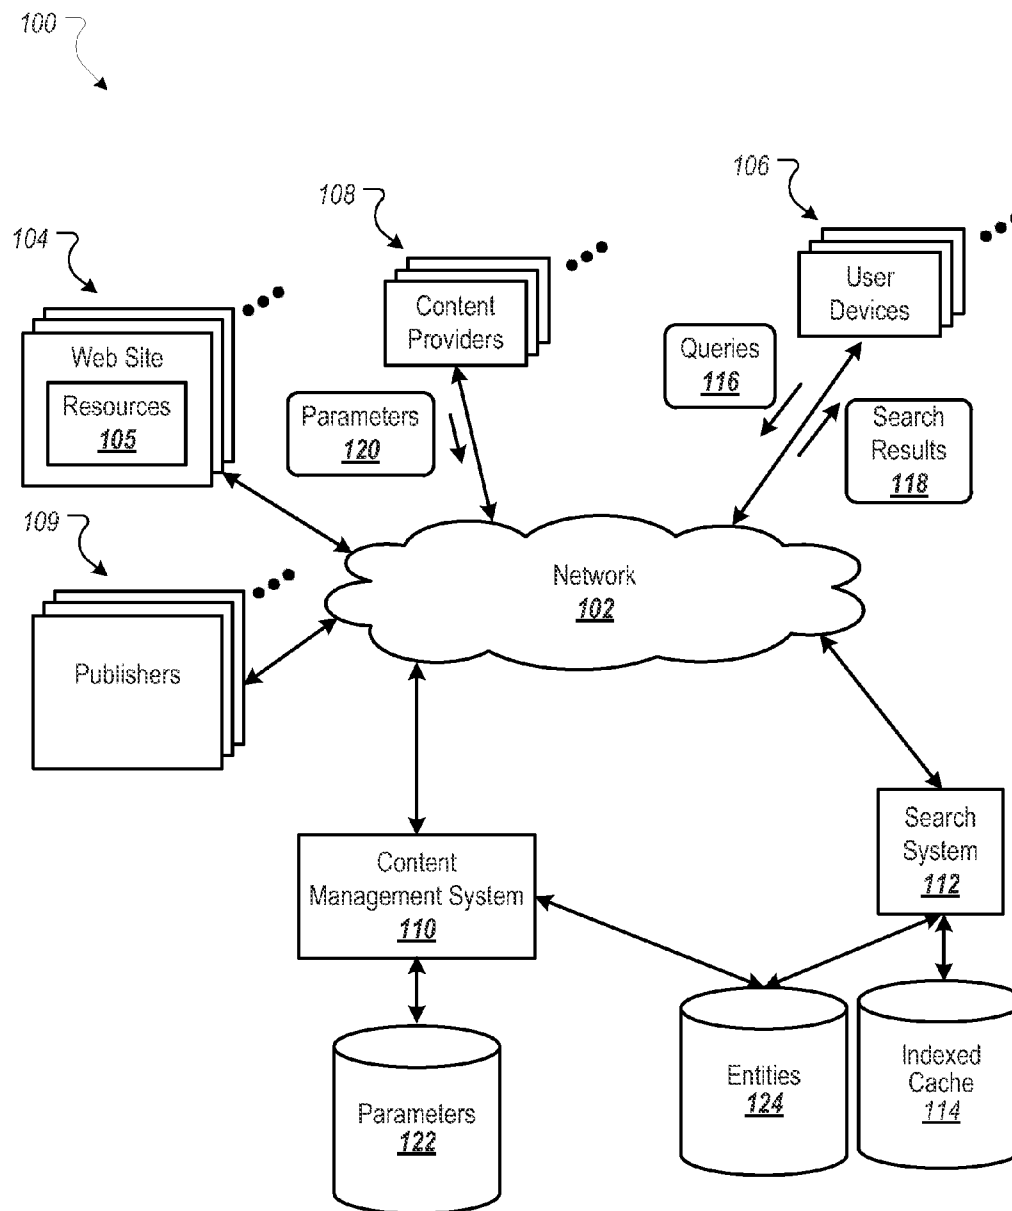 100
108
106
104
Content
Providers
User
Devices
Web Site
Resources
105
Parameters
120
Queries
116
Search
Results
118
109
Publishers
Network
102
Content
Management System
110
Search
System
112
Parameters
122
Entities
124
Indexed
Cache
114